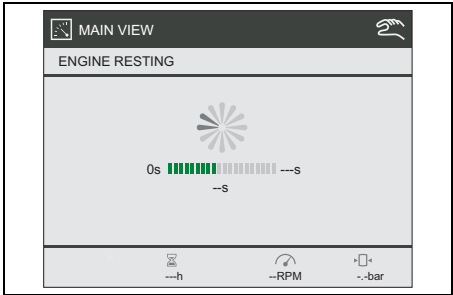 MAIN VIEW
ENGINE RESTING
0s ---s
--s
---h --RPM -.-bar